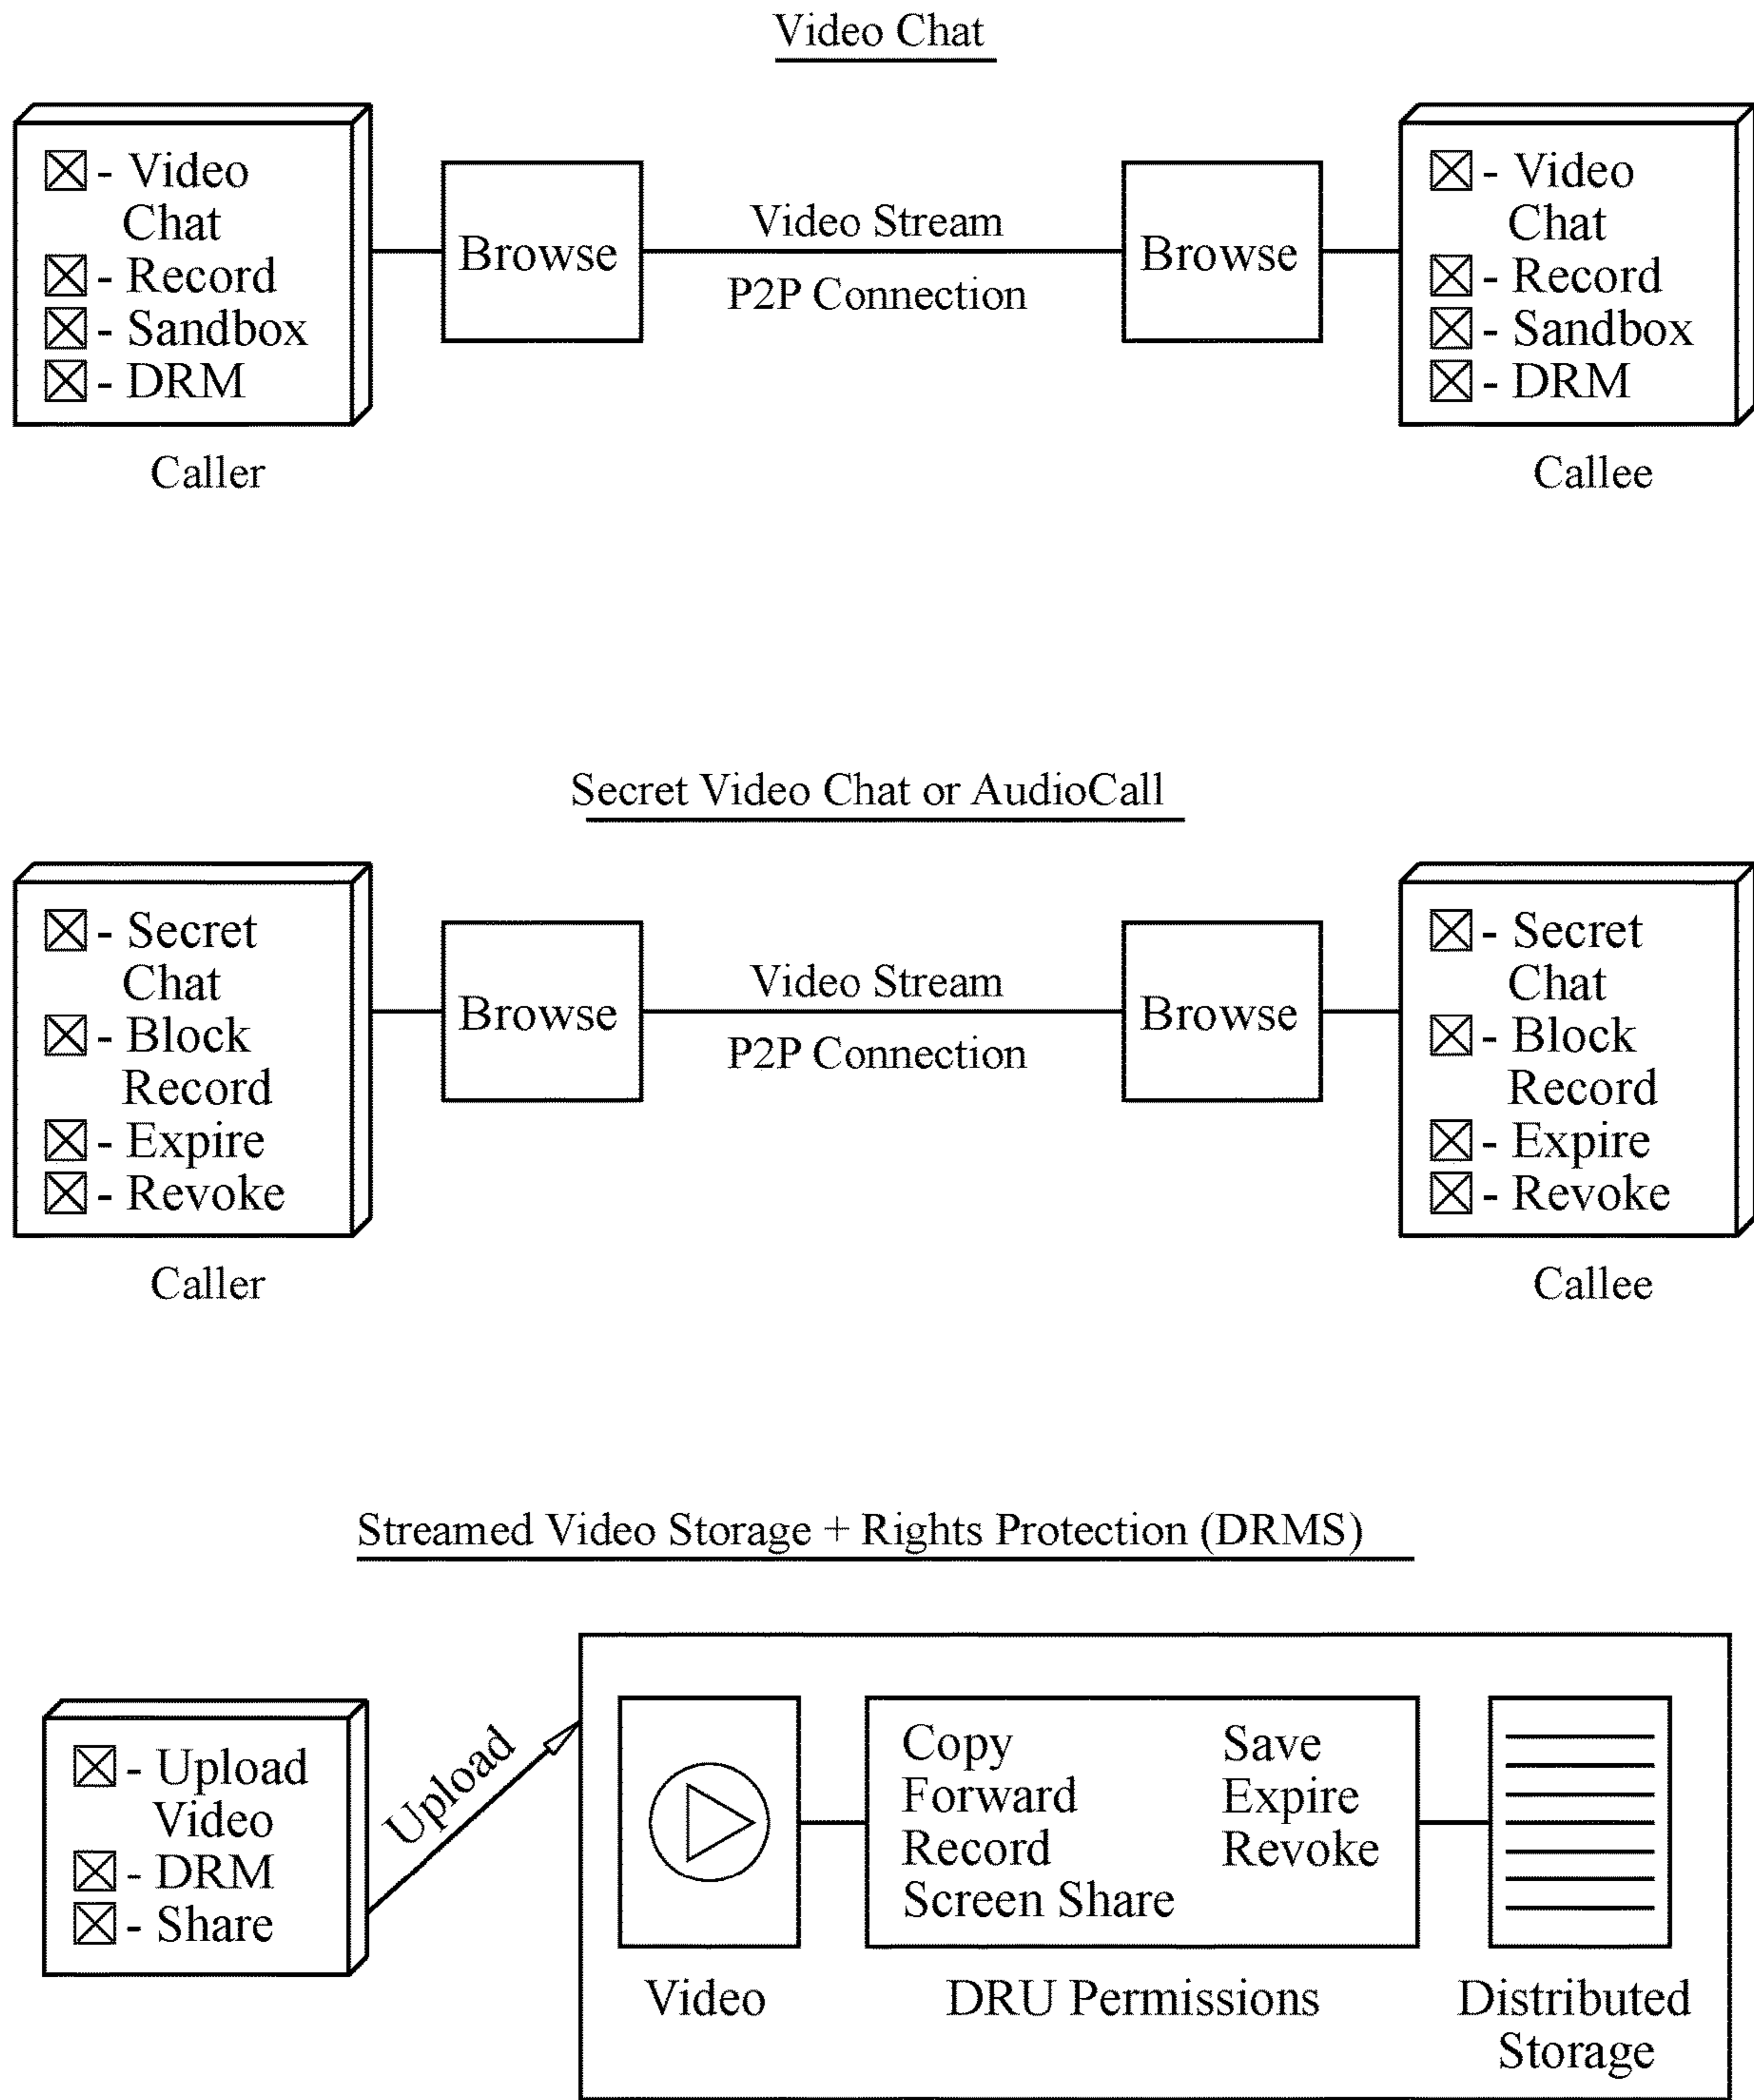 Video Chat
☒ - Video
Chat
☒ - Record
☒ - Sandbox
☒ - DRM
Caller
Browse
Video Stream
P2P Connection
Browse
☒ - Video
Chat
☒ - Record
☒ - Sandbox
☒ - DRM
Callee
Secret Video Chat or AudioCall
☒ - Secret
Chat
☒ - Block
Record
☒ - Expire
☒ - Revoke
Caller
Browse
Video Stream
P2P Connection
Browse
☒ - Secret
Chat
☒ - Block
Record
☒ - Expire
☒ - Revoke
Callee
Streamed Video Storage + Rights Protection (DRMS)
☒ - Upload
Video
☒ - DRM
☒ - Share
Upload
Video
Copy
Forward
Record
Screen Share
Save
Expire
Revoke
DRU Permissions
Distributed
Storage